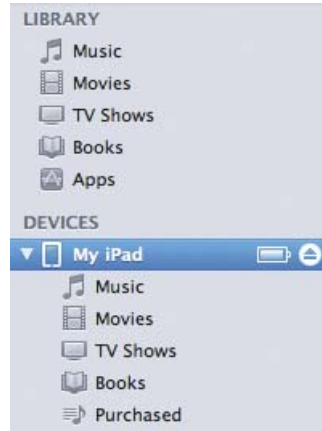 LIBRARY
Music
Movies
TV Shows
Books
Apps
DEVICES
My iPad
Music
Movies
TV Shows
Books
Purchased